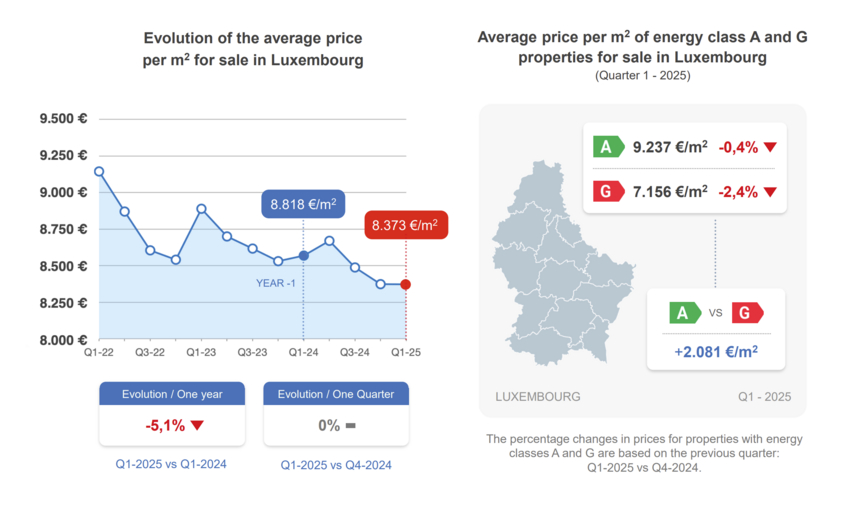 Evolution of the average price
per m² for sale in Luxembourg
9.500 €
9.250 €
9.000 €
8.750 €
8.500 €
8.250 €
8.000 €
8.818 €/m²
8.373 €/m²
YEAR -1
Q1-22 Q3-22 Q1-23 Q3-23 Q1-24 Q3-24 Q1-25
Evolution / One year
-5,1%
Q1-2025 vs Q1-2024
Evolution / One Quarter
0%
Q1-2025 vs Q4-2024
Average price per m² of energy class A and G
properties for sale in Luxembourg
(Quarter 1 - 2025)
A 9.237 €/m² -0,4%
G 7.156 €/m² -2,4%
A VS G
+2.081 €/m²
LUXEMBOURG Q1 - 2025
The percentage changes in prices for properties with energy
classes A and G are based on the previous quarter:
Q1-2025 vs Q4-2024.